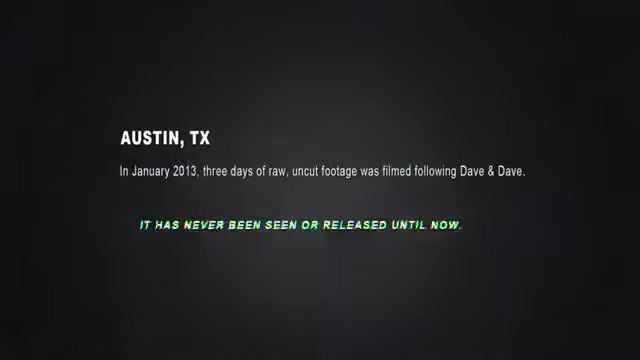 AUSTIN, TX
In January 2013, three days of raw, uncut footage was filmed following Dave & Dave.
IT HAS NEVER BEEN SEEN OR RELEASED UNTIL NOW.